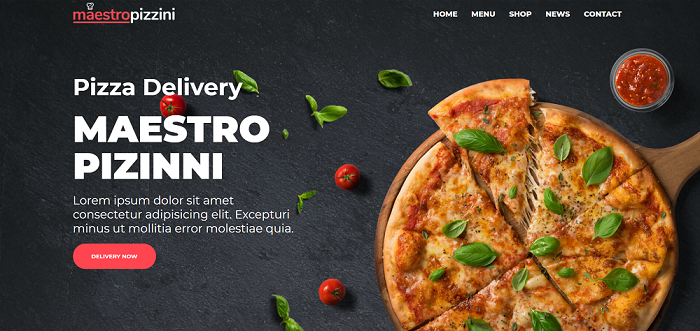 maestropizzini
HOME MENU SHOP NEWS CONTACT
Pizza Delivery
MAESTRO
PIZINNI
Lorem ipsum dolor sit amet
consectetur adipisicing elit. Excepturi
minus ut mollitia error molestiae quia.
DELIVERY NOW